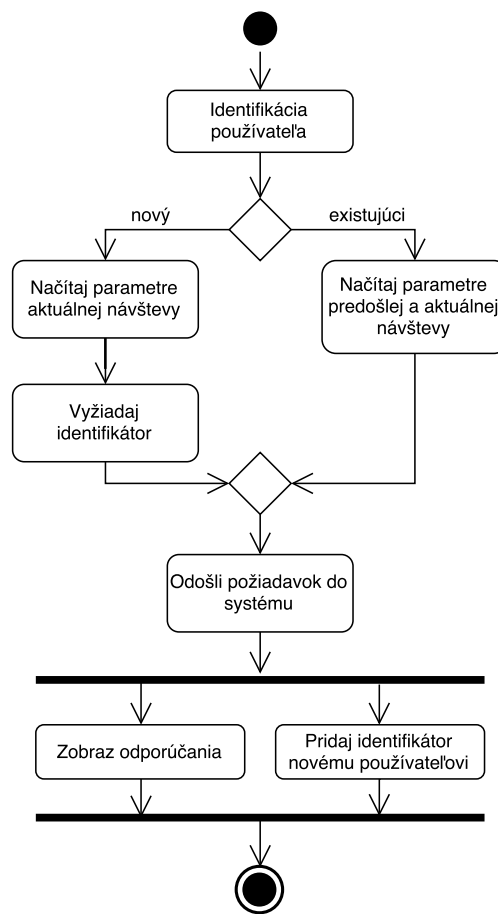 Identifikácia
používateľa
nový
existujúci
Načítaj parametre
aktuálnej návštevy
Načítaj parametre
predošlej a aktuálnej
návštevy
Vyžiadaj
identifikátor
Odošli požiadavok do
systému
Zobraz odporúčania
Pridaj identifikátor
novému používateľovi